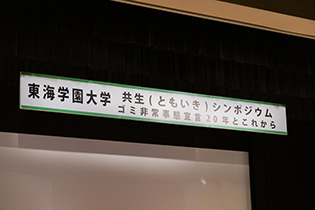 東海学園大学 共生(ともいき)シンポジウム
ゴミ非常事態宣言20年とこれから